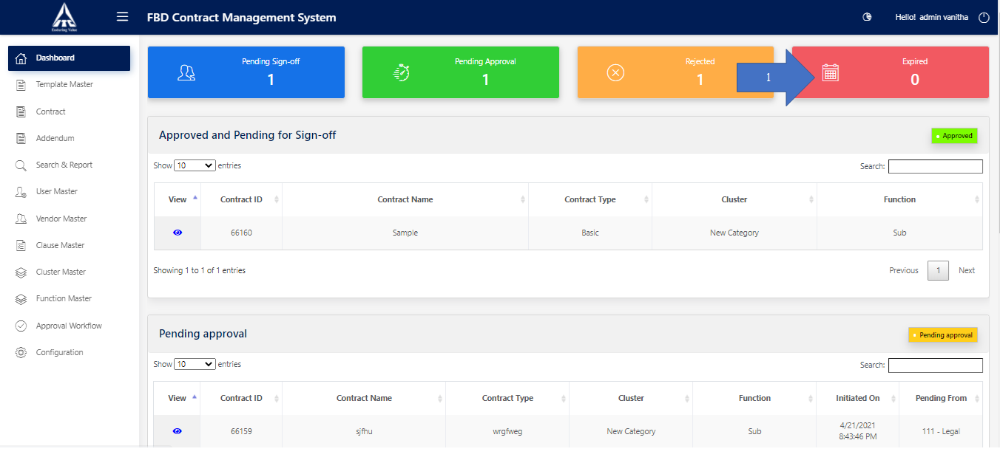 ITC
Enduring Value
FBD Contract Management System
Hello! admin vanitha
Dashboard
Template Master
Contract
Addendum
Search & Report
User Master
Vendor Master
Clause Master
Cluster Master
Function Master
Approval Workflow
Configuration
Pending Sign-off
1
Pending Approval
1
Rejected
1
1
Expired
0
Approved and Pending for Sign-off
Approved
Show 10 entries
Search:
View Contract ID Contract Name Contract Type Cluster Function
66160 Sample Basic New Category Sub
Showing 1 to 1 of 1 entries
Previous 1 Next
Pending approval
Pending approval
Show 10 entries
Search:
View Contract ID Contract Name Contract Type Cluster Function Initiated On Pending From
66159 sjfhu wrgfweg New Category Sub 4/21/2021 8:43:46 PM 111 - Legal